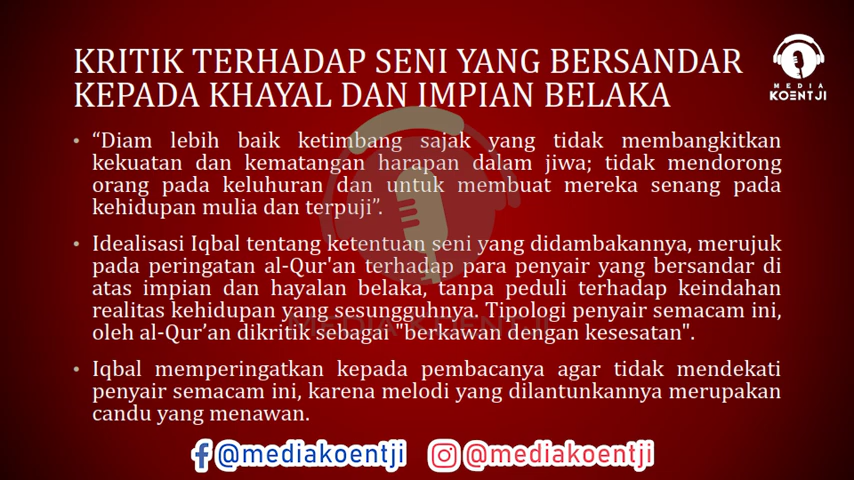 KRITIK TERHADAP SENI YANG BERSANDAR
KEPADA KHAYAL DAN IMPIAN BELAKA
MEDIA
KOENTJI
• “Diam lebih baik ketimbang sajak yang tidak membangkitkan
kekuatan dan kematangan harapan dalam jiwa; tidak mendorong
orang pada keluhuran dan untuk membuat mereka senang pada
kehidupan mulia dan terpuji”.
• Idealisasi Iqbal tentang ketentuan seni yang didambakannya, merujuk
pada peringatan al-Qur'an terhadap para penyair yang bersandar di
atas impian dan hayalan belaka, tanpa peduli terhadap keindahan
realitas kehidupan yang sesungguhnya. Tipologi penyair semacam ini,
oleh al-Qur’an dikritik sebagai "berkawan dengan kesesatan".
• Iqbal memperingatkan kepada pembacanya agar tidak mendekati
penyair semacam ini, karena melodi yang dilantunkannya merupakan
candu yang menawan.
@mediakoentji @mediakoentji